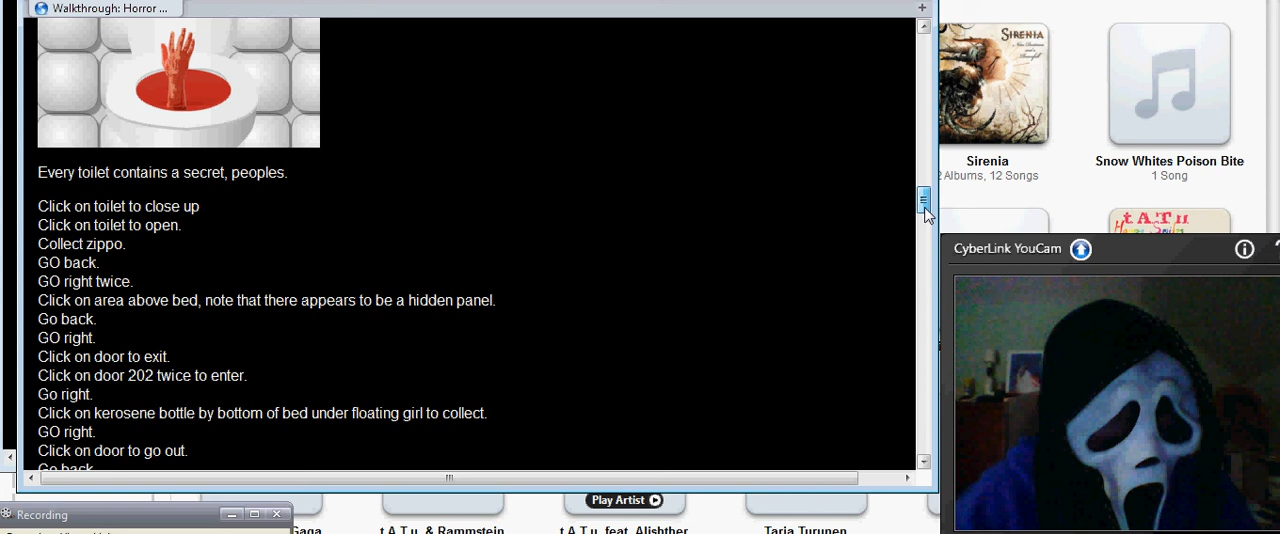 Walkthrough: Horror ...
Every toilet contains a secret, peoples.
Click on toilet to close up
Click on toilet to open.
Collect zippo.
GO back.
GO right twice.
Click on area above bed, note that there appears to be a hidden panel.
Go back.
GO right.
Click on door to exit.
Click on door 202 twice to enter.
Go right.
Click on kerosene bottle by bottom of bed under floating girl to collect.
GO right.
Click on door to go out.
Go back
SIRENIA
Sirenia
2 Albums, 12 Songs
Snow Whites Poison Bite
1 Song
t.A.T.u
CyberLink YouCam
Play Artist
Gaga
t.A.T.u. & Rammstein
t.A.T.u. feat. Alishther
Tarja Turunen
Recording